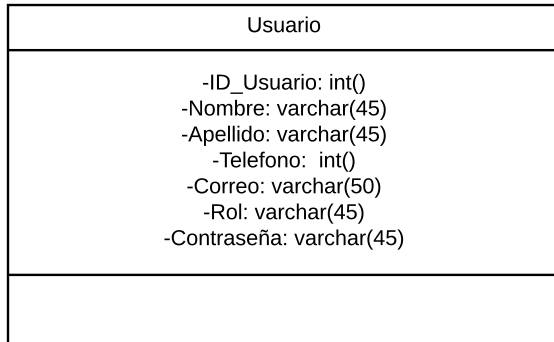 Usuario
-ID_Usuario: int()
-Nombre: varchar(45)
-Apellido: varchar(45)
-Telefono:  int()
-Correo: varchar(50)
-Rol: varchar(45)
-Contraseña: varchar(45)